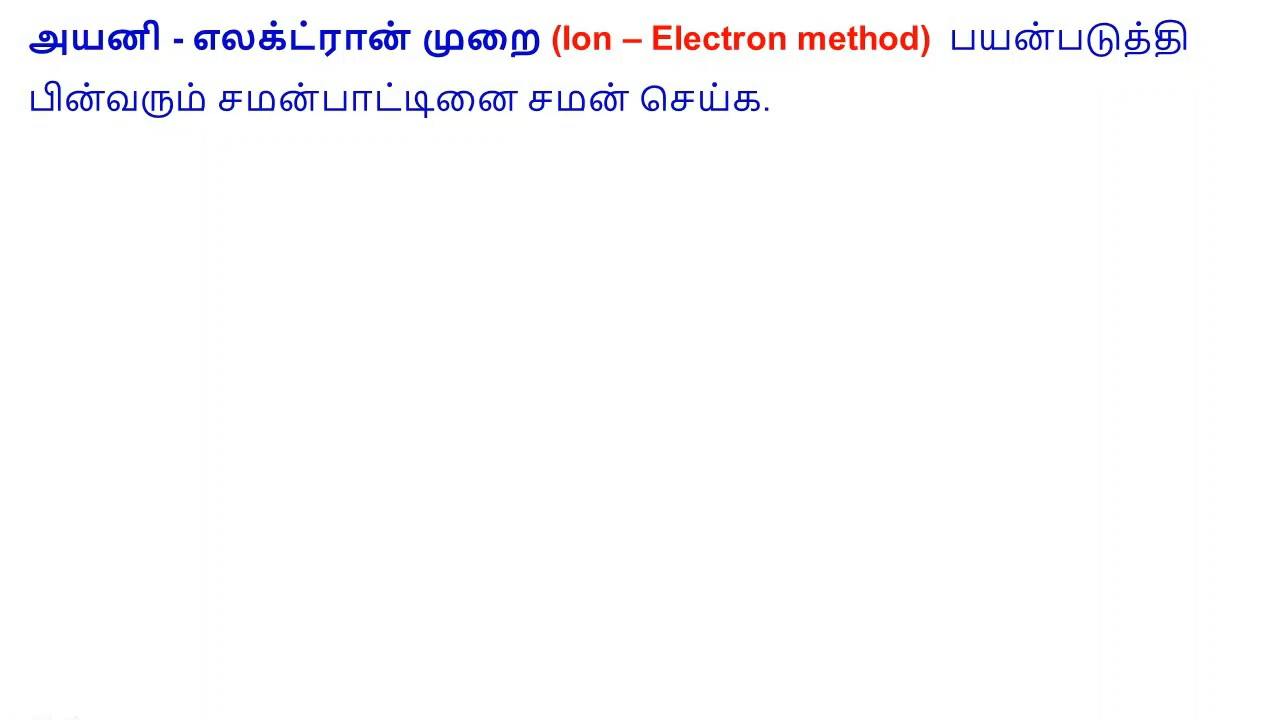 அயனி - எலக்ட்ரான் முறை (Ion – Electron method) பயன்படுத்தி
பின்வரும் சமன்பாட்டினை சமன் செய்க.